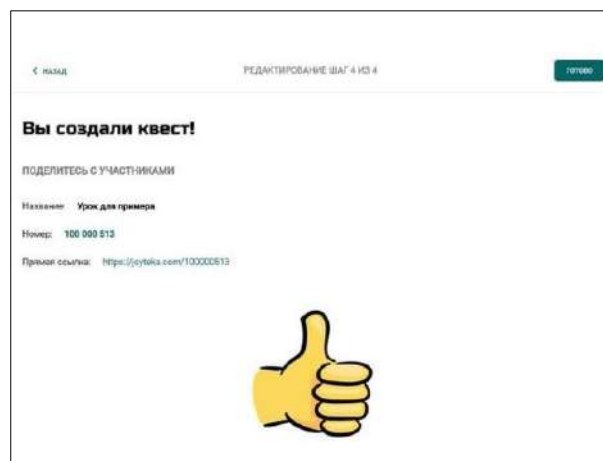 НАЗАД
РЕДАКТИРОВАНИЕ ШАГ 4 ИЗ 4
ГОТОВО
Вы создали квест!
ПОДЕЛИТЕСЬ С УЧАСТНИКАМИ
Название: Урок для примера
Номер: 100 000 513
Прямая ссылка: https://joyteka.com/100000513